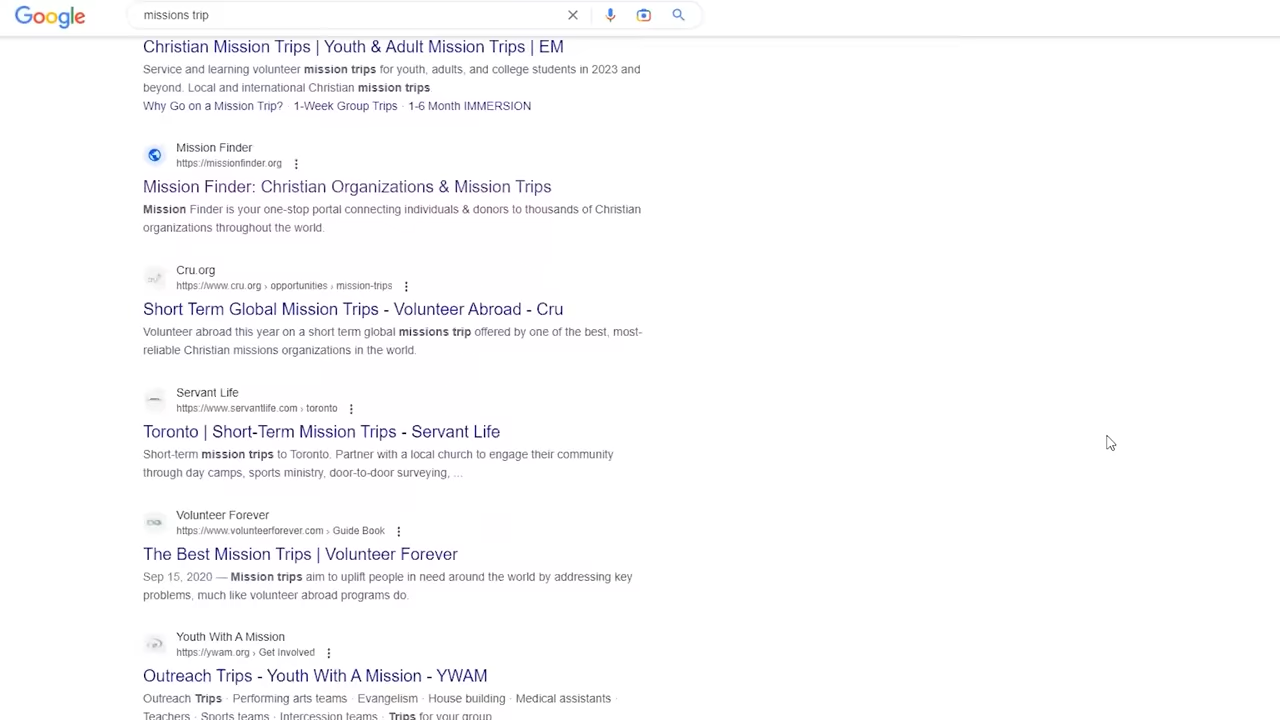 Google
missions trip
Christian Mission Trips | Youth & Adult Mission Trips | EM
Service and learning volunteer mission trips for youth, adults, and college students in 2023 and
beyond. Local and international Christian mission trips.
Why Go on a Mission Trip? · 1-Week Group Trips · 1-6 Month IMMERSION
Mission Finder
https://missionfinder.org
Mission Finder: Christian Organizations & Mission Trips
Mission Finder is your one-stop portal connecting individuals & donors to thousands of Christian
organizations throughout the world.
Cru.org
https://www.cru.org › opportunities › mission-trips
Short Term Global Mission Trips - Volunteer Abroad - Cru
Volunteer abroad this year on a short term global missions trip offered by one of the best, most-
reliable Christian missions organizations in the world.
Servant Life
https://www.servantlife.com › toronto
Toronto | Short-Term Mission Trips - Servant Life
Short-term mission trips to Toronto. Partner with a local church to engage their community
through day camps, sports ministry, door-to-door surveying, ...
Volunteer Forever
https://www.volunteerforever.com › Guide Book
The Best Mission Trips | Volunteer Forever
Sep 15, 2020 — Mission trips aim to uplift people in need around the world by addressing key
problems, much like volunteer abroad programs do.
Youth With A Mission
https://ywam.org › Get involved
Outreach Trips - Youth With A Mission - YWAM
Outreach Trips · Performing arts teams · Evangelism · House building · Medical assistants ·
Teachers · Sports teams · Intercession teams · Trips for your group